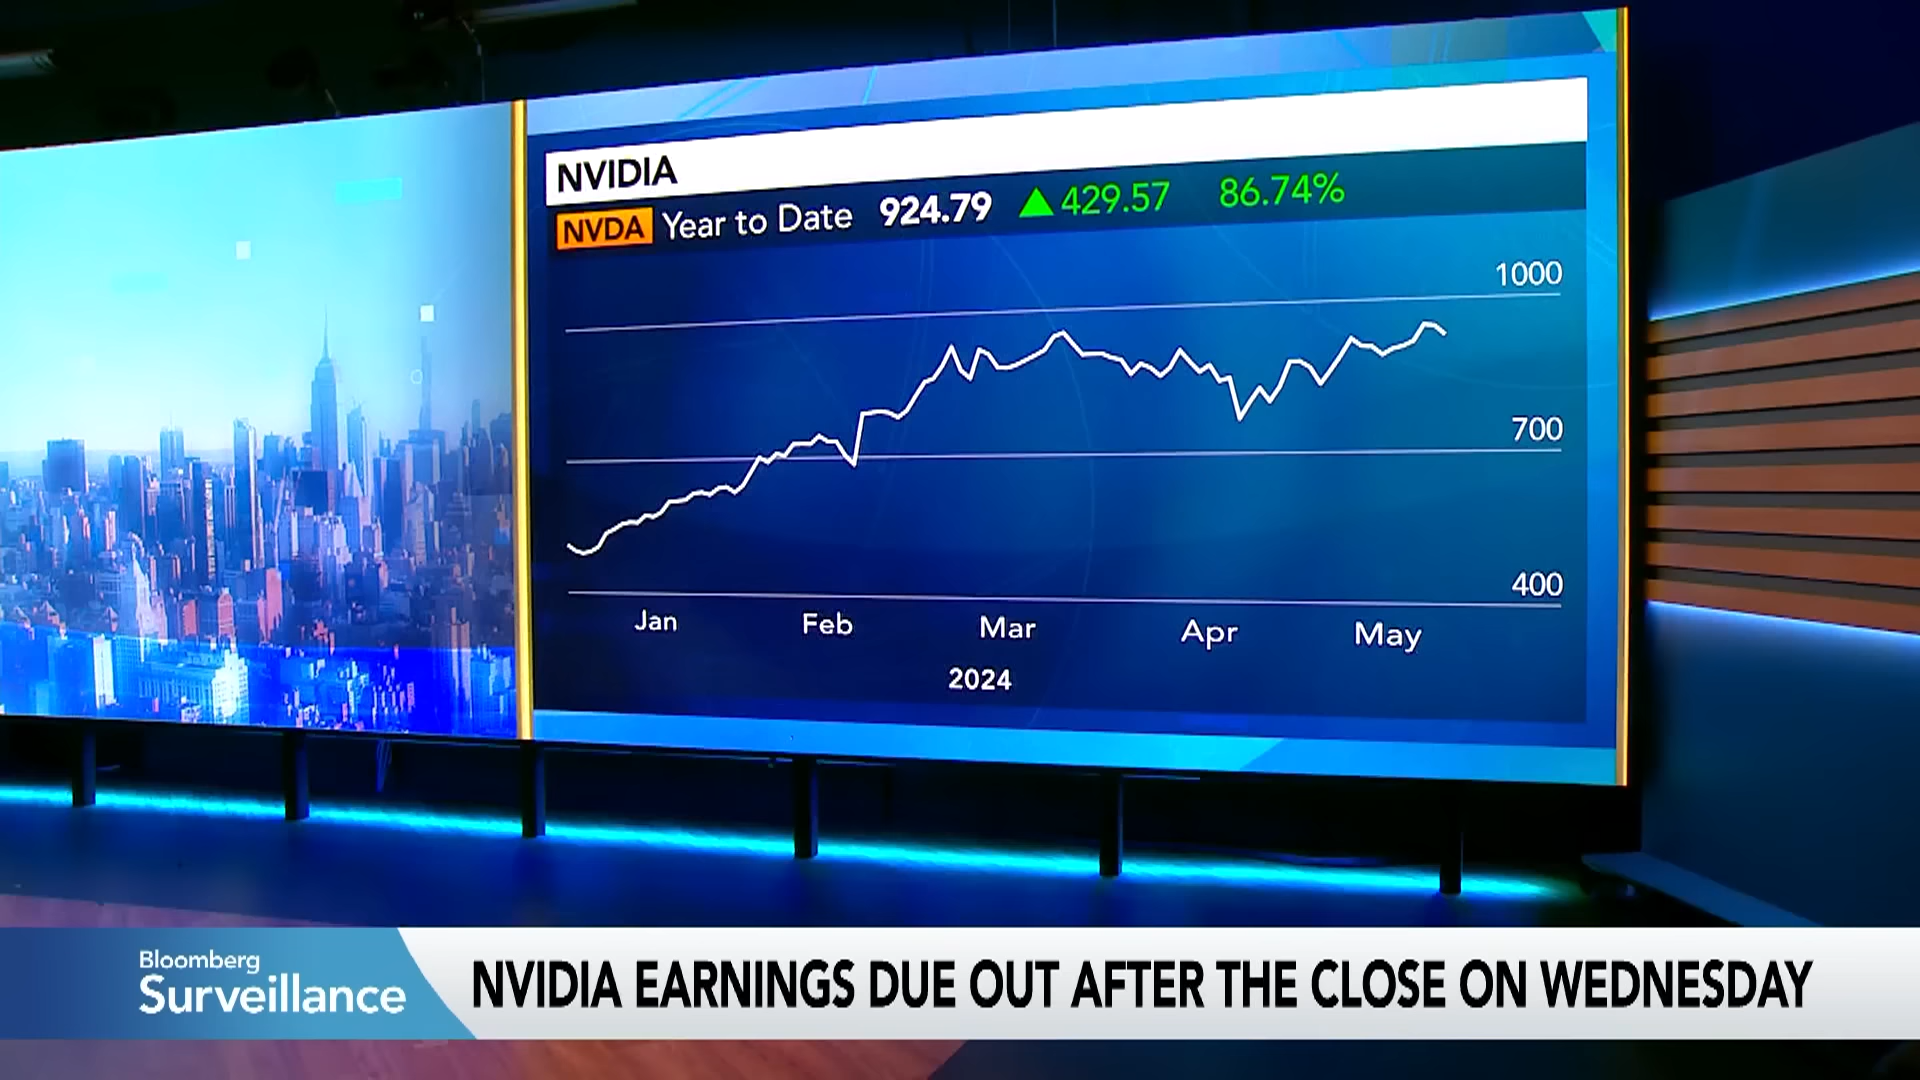 NVIDIA
NVDA Year to Date 924.79 ▲429.57 86.74%
1000
700
400
Jan Feb Mar Apr May
2024
Bloomberg
Surveillance
NVIDIA EARNINGS DUE OUT AFTER THE CLOSE ON WEDNESDAY